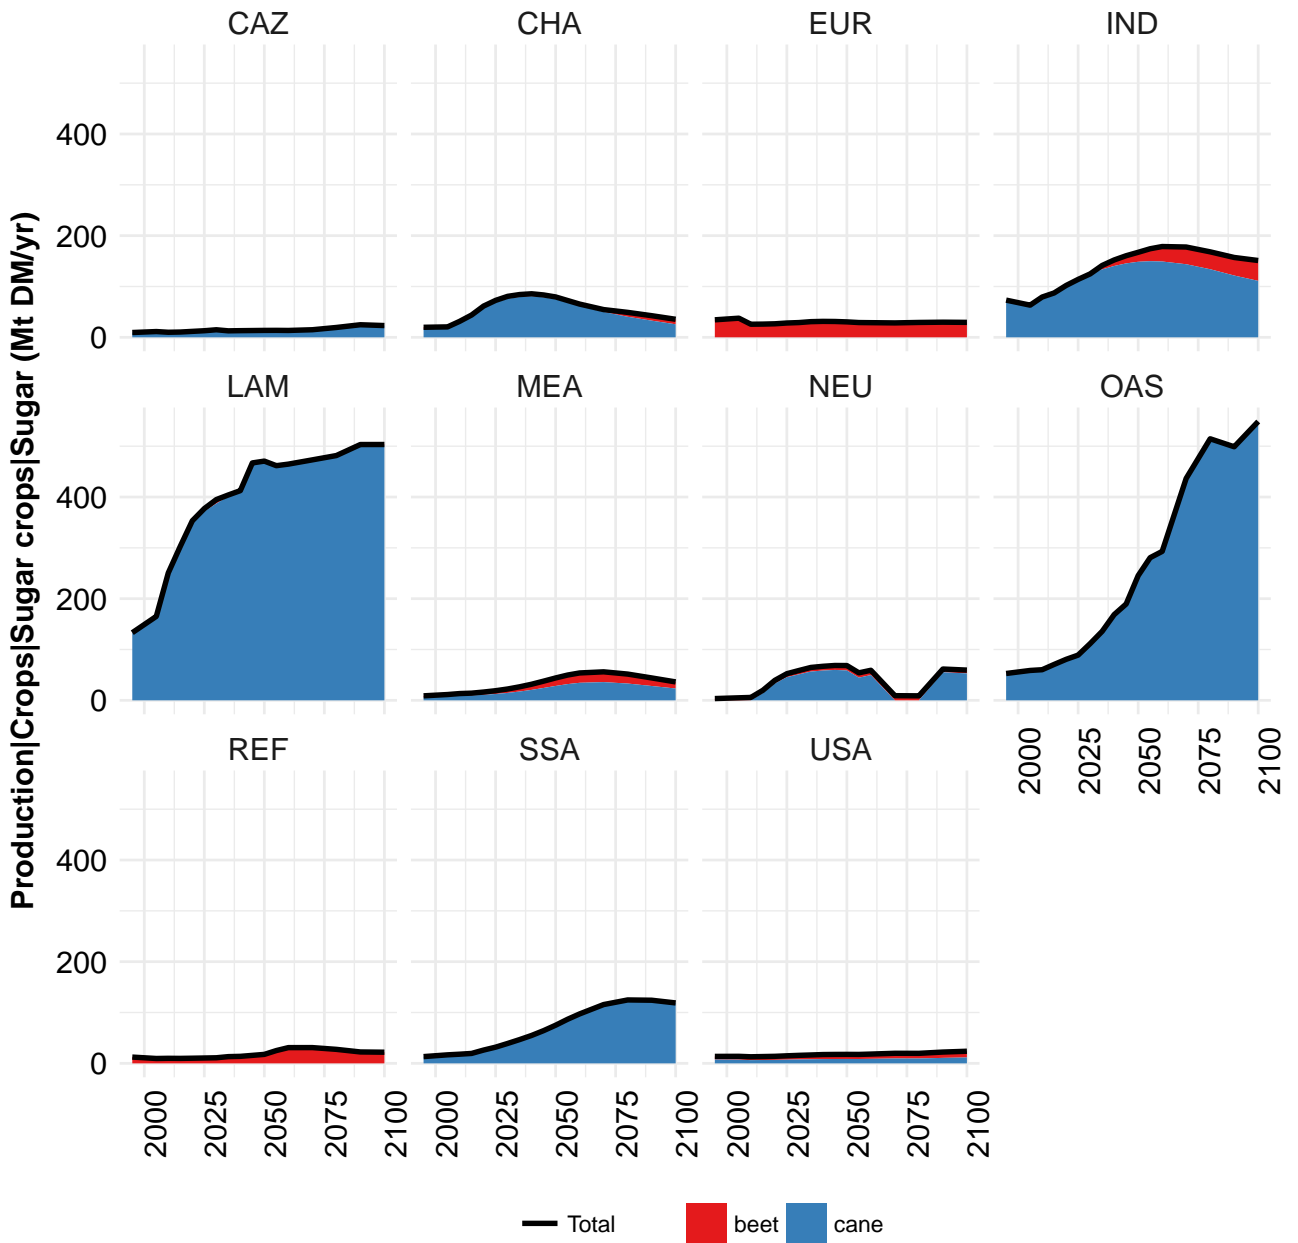 CAZ CHA EUR IND
400
200
0
LAM MEA NEU OAS
400
200
0
2000 2025 2050 2075 2100
REF SSA USA
400
200
0
2000 2025 2050 2075 2100 2000 2025 2050 2075 2100 2000 2025 2050 2075 2100
Production|Crops|Sugar crops|Sugar (Mt DM/yr)
Total beet cane